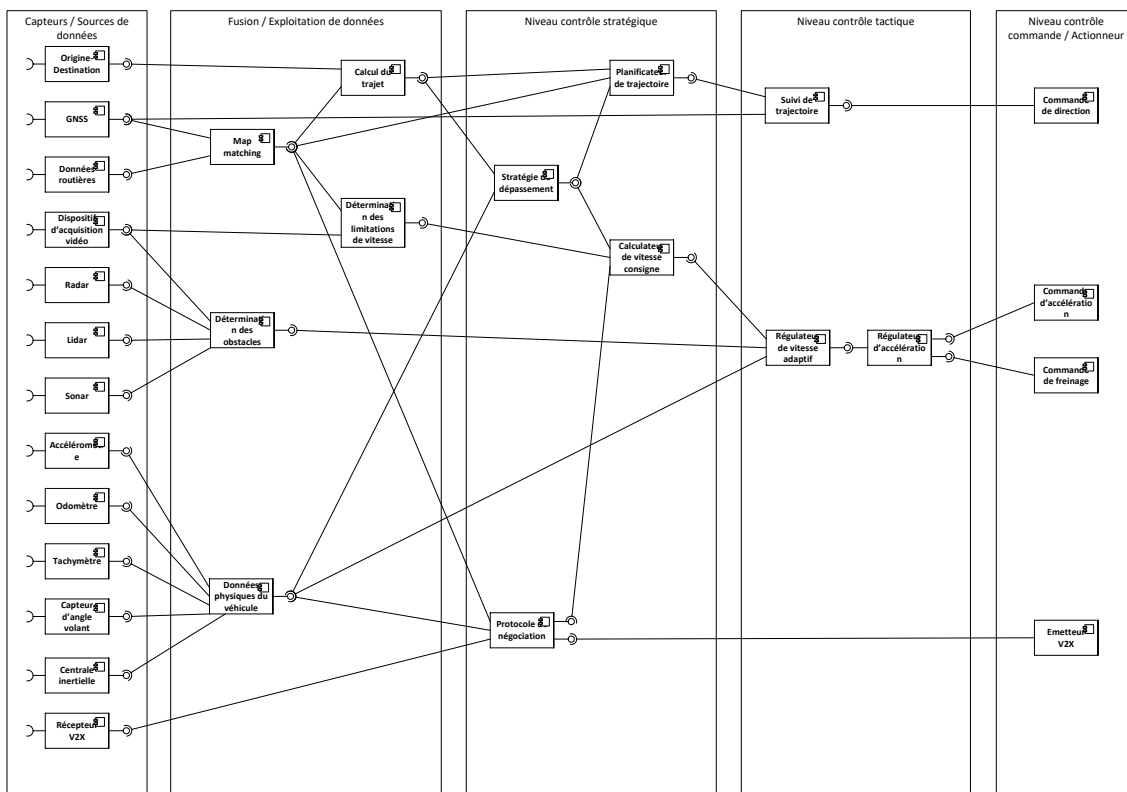 Capteurs / Sources de
données
Fusion / Exploitation de données
Niveau contrôle stratégique
Niveau contrôle tactique
Niveau contrôle
commande / Actionneur
Origine-
Destination
GNSS
Données
routières
Dispositif
d'acquisition
vidéo
Radar
Lidar
Sonar
Accéléromètr
e
Odomètre
Tachymètre
Capteur
d'angle
volant
Centrale
inertielle
Récepteur
V2X
Calcul du
trajet
Map
matching
Déterminatio
n des
limitations
de vitesse
Déterminatio
n des
obstacles
Données
physiques du
véhicule
Planificateur
de trajectoire
Stratégie de
dépassement
Calculateur
de vitesse
consigne
Protocole de
négociation
Suivi de
trajectoire
Régulateur
de vitesse
adaptif
Régulateur
d'accélératio
n
Commande
de direction
Commande
d'accélératio
n
Commande
de freinage
Emetteur
V2X